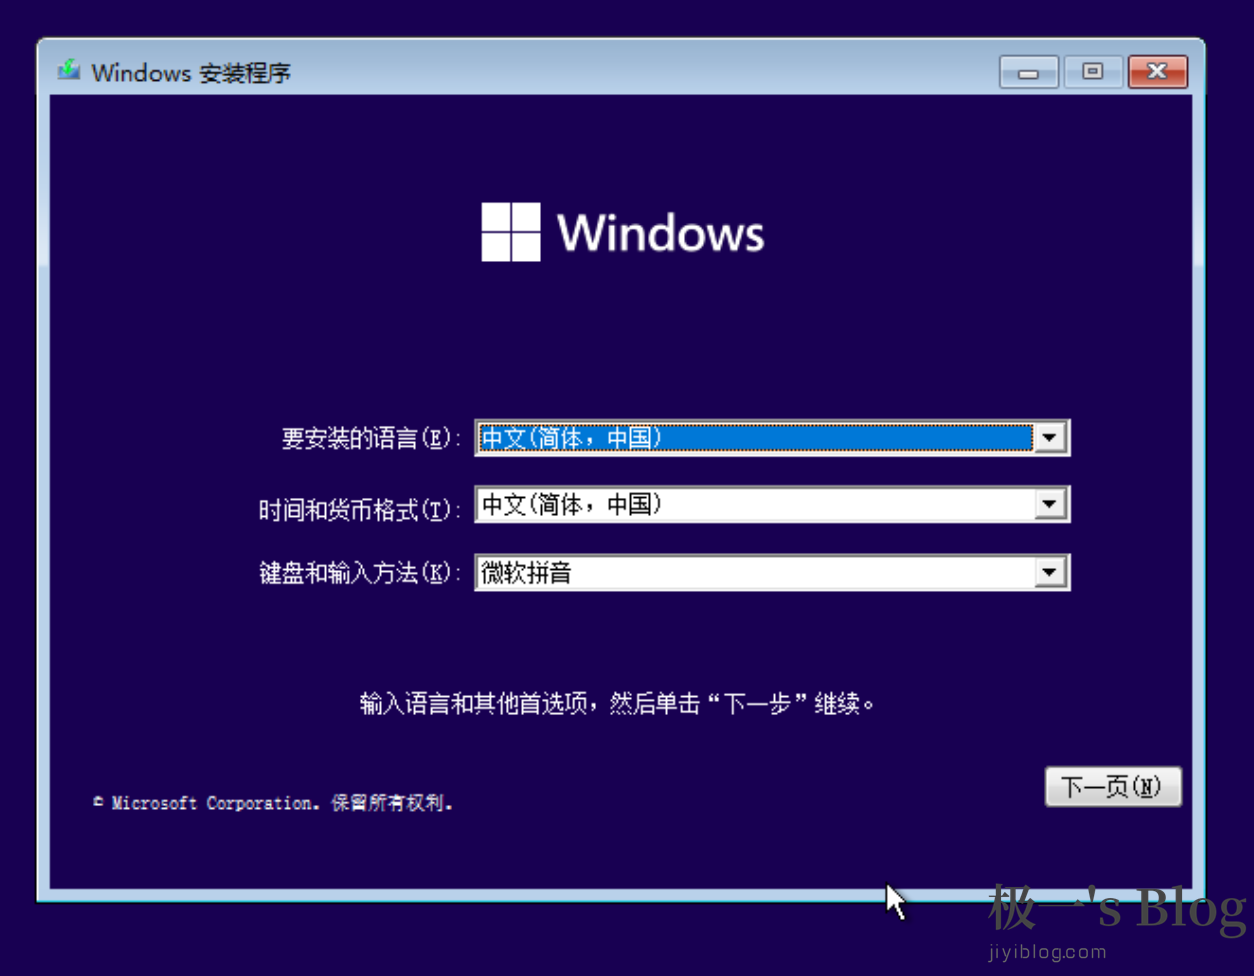 Windows 安装程序
Windows
要安装的语言(E): 中文(简体，中国)
时间和货币格式(T): 中文(简体，中国)
键盘和输入方法(K): 微软拼音
输入语言和其他首选项，然后单击“下一步”继续。
下一页(N)
© Microsoft Corporation. 保留所有权利.
极一's Blog
jiyiblog.com